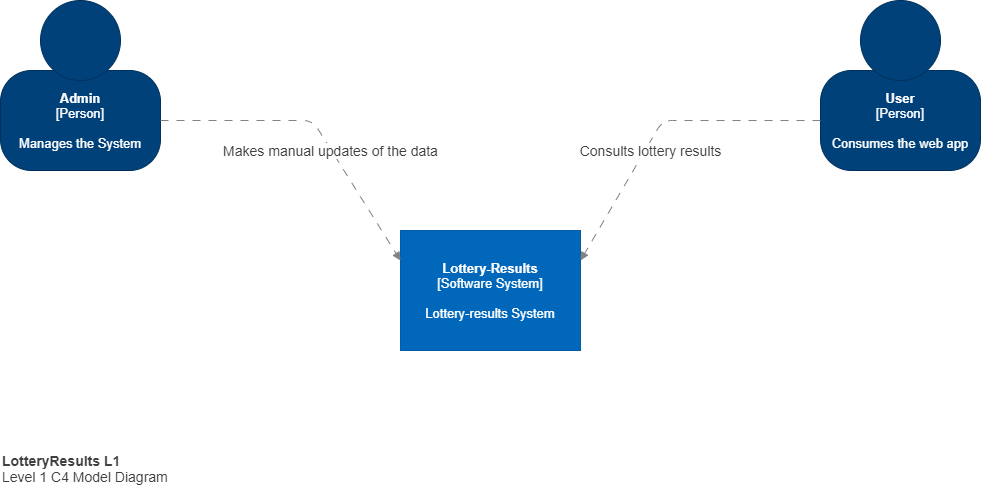 Admin
[Person]
Manages the System
User
[Person]
Consumes the web app
Makes manual updates of the data
Consults lottery results
Lottery-Results
[Software System]
Lottery-results System
LotteryResults L1
Level 1 C4 Model Diagram